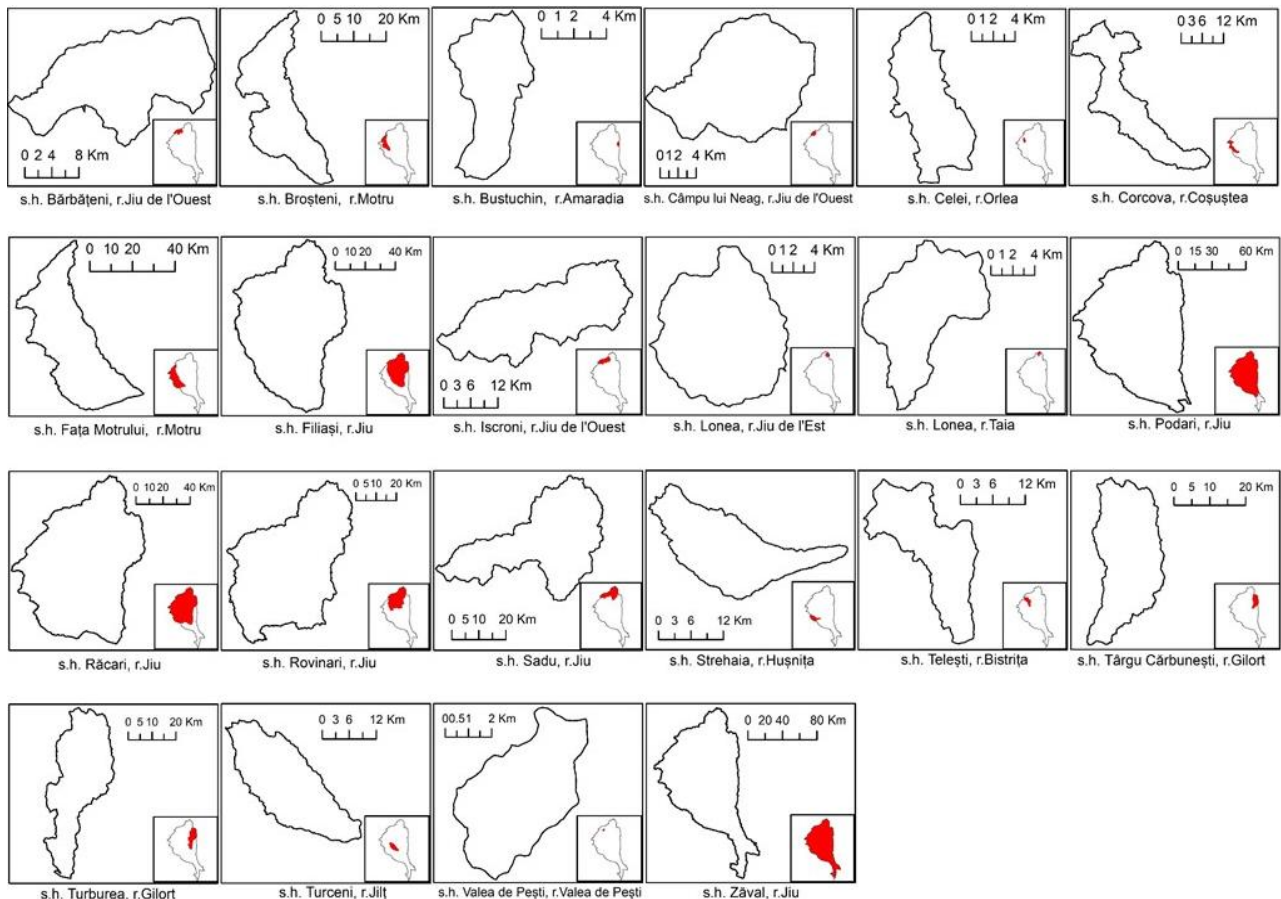 0 2 4 8 Km
s.h. Bărbățeni, r.Jiu de l'Ouest
0 5 10 20 Km
s.h. Broșteni, r.Motru
0 1 2 4 Km
s.h. Bustuchin, r.Amaradia
0 1 2 4 Km
s.h. Câmpu lui Neag, r.Jiu de l'Ouest
0 1 2 4 Km
s.h. Celei, r.Orlea
0 3 6 12 Km
s.h. Corcova, r.Coșuștea
0 10 20 40 Km
s.h. Fața Motrului, r.Motru
0 10 20 40 Km
s.h. Filiași, r.Jiu
0 3 6 12 Km
s.h. Iscroni, r.Jiu de l'Ouest
0 1 2 4 Km
s.h. Lonea, r.Jiu de l'Est
0 1 2 4 Km
s.h. Lonea, r.Taia
0 15 30 60 Km
s.h. Podari, r.Jiu
0 10 20 40 Km
s.h. Răcari, r.Jiu
0 5 10 20 Km
s.h. Rovinari, r.Jiu
0 5 10 20 Km
s.h. Sadu, r.Jiu
0 3 6 12 Km
s.h. Strehaia, r.Hușnița
0 3 6 12 Km
s.h. Telești, r.Bistrița
0 5 10 20 Km
s.h. Târgu Cărbunești, r.Gilort
0 5 10 20 Km
s.h. Turburea, r.Gilort
0 3 6 12 Km
s.h. Turceni, r.Jilț
00.51 2 Km
s.h. Valea de Pești, r.Valea de Pești
0 20 40 80 Km
s.h. Zăval, r.Jiu